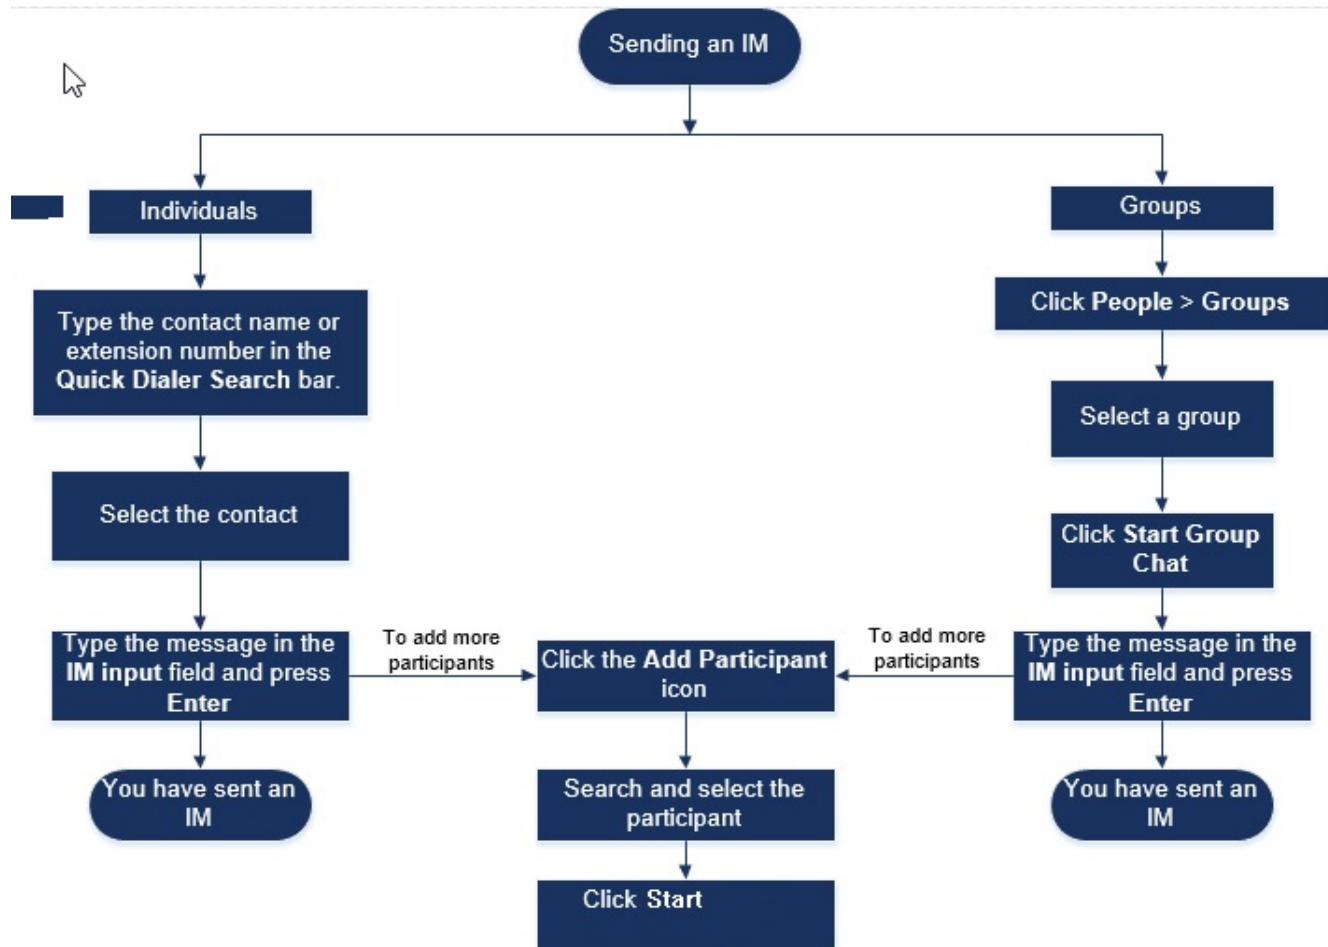 Sending an IM
Individuals
Groups
Type the contact name or
extension number in the
Quick Dialer Search bar.
Click People > Groups
Select a group
Select the contact
Click Start Group
Chat
Type the message in the
IM input field and press
Enter
To add more
participants
Click the Add Participant
icon
To add more
participants
Type the message in the
IM input field and press
Enter
You have sent an
IM
Search and select the
participant
You have sent an
IM
Click Start